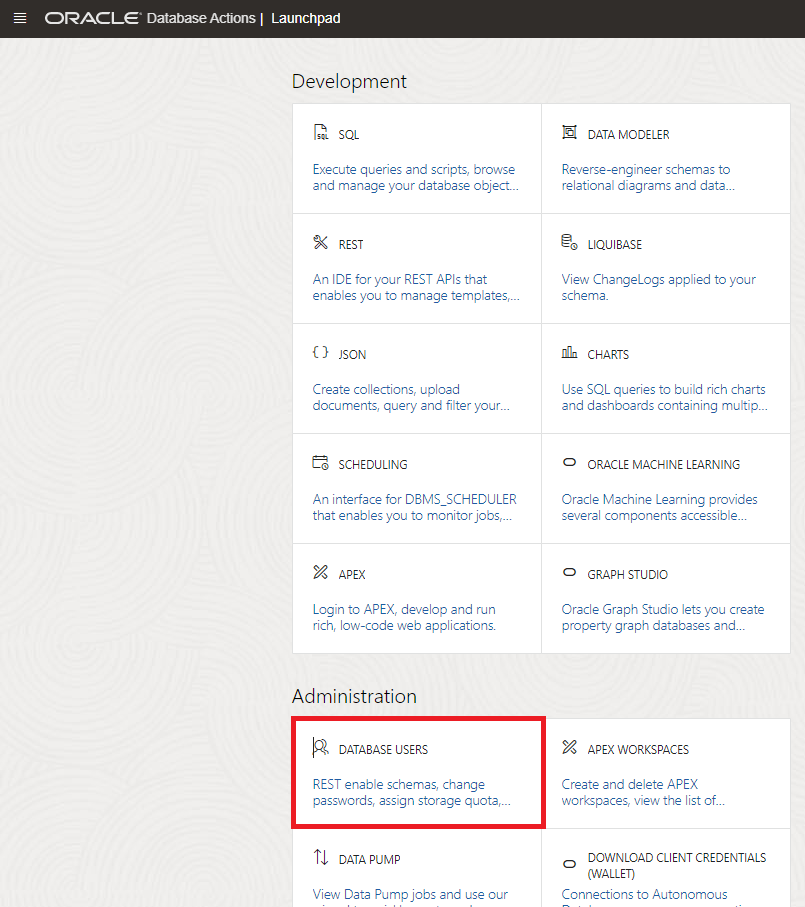 ORACLE Database Actions | Launchpad
Development
SQL
Execute queries and scripts, browse
and manage your database object...
DATA MODELER
Reverse-engineer schemas to
relational diagrams and data...
REST
An IDE for your REST APIs that
enables you to manage templates,...
LIQUIBASE
View ChangeLogs applied to your
schema.
JSON
Create collections, upload
documents, query and filter your...
CHARTS
Use SQL queries to build rich charts
and dashboards containing multip...
SCHEDULING
An interface for DBMS_SCHEDULER
that enables you to monitor jobs,...
ORACLE MACHINE LEARNING
Oracle Machine Learning provides
several components accessible...
APEX
Login to APEX, develop and run
rich, low-code web applications.
GRAPH STUDIO
Oracle Graph Studio lets you create
property graph databases and...
Administration
DATABASE USERS
REST enable schemas, change
passwords, assign storage quota,...
APEX WORKSPACES
Create and delete APEX
workspaces, view the list of...
DATA PUMP
View Data Pump jobs and use our
DOWNLOAD CLIENT CREDENTIALS
(WALLET)
Connections to Autonomous